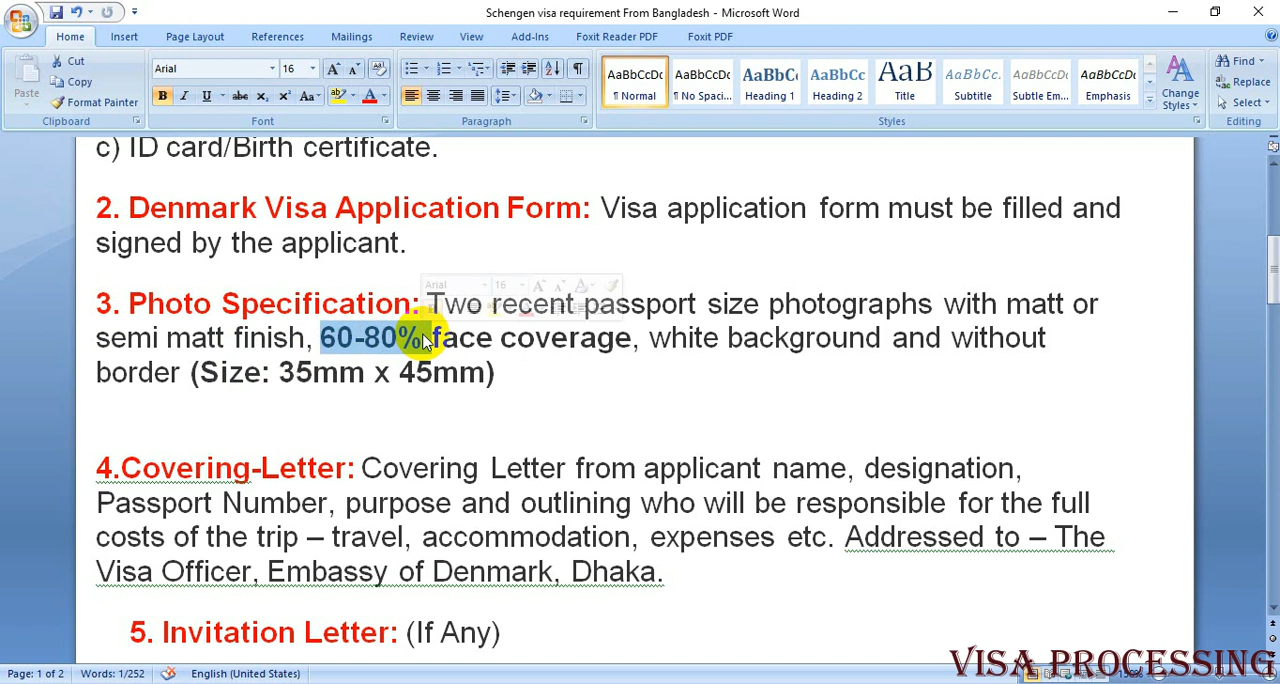 Schengen visa requirement From Bangladesh - Microsoft Word
Home Insert Page Layout References Mailings Review View Add-Ins Foxit Reader PDF Foxit PDF
Paste Cut Copy Format Painter Clipboard
Arial 16 Font
Paragraph
AaBbCcDc AaBbCcDc AaBbCc AaBbCc AaB AaBbCc. AaBbCcDc AaBbCcDc
¶ Normal ¶ No Spaci... Heading 1 Heading 2 Title Subtitle Subtle Em... Emphasis
Styles
Change Styles
Find Replace Select Editing
c) ID card/Birth certificate.
2. Denmark Visa Application Form: Visa application form must be filled and
signed by the applicant.
Arial 16
3. Photo Specification: Two recent passport size photographs with matt or
semi matt finish, 60-80% face coverage, white background and without
border (Size: 35mm x 45mm)
4.Covering-Letter: Covering Letter from applicant name, designation,
Passport Number, purpose and outlining who will be responsible for the full
costs of the trip – travel, accommodation, expenses etc. Addressed to – The
Visa Officer, Embassy of Denmark, Dhaka.
5. Invitation Letter: (If Any)
VISA PROCESSING
Page: 1 of 2 Words: 1/252 English (United States)